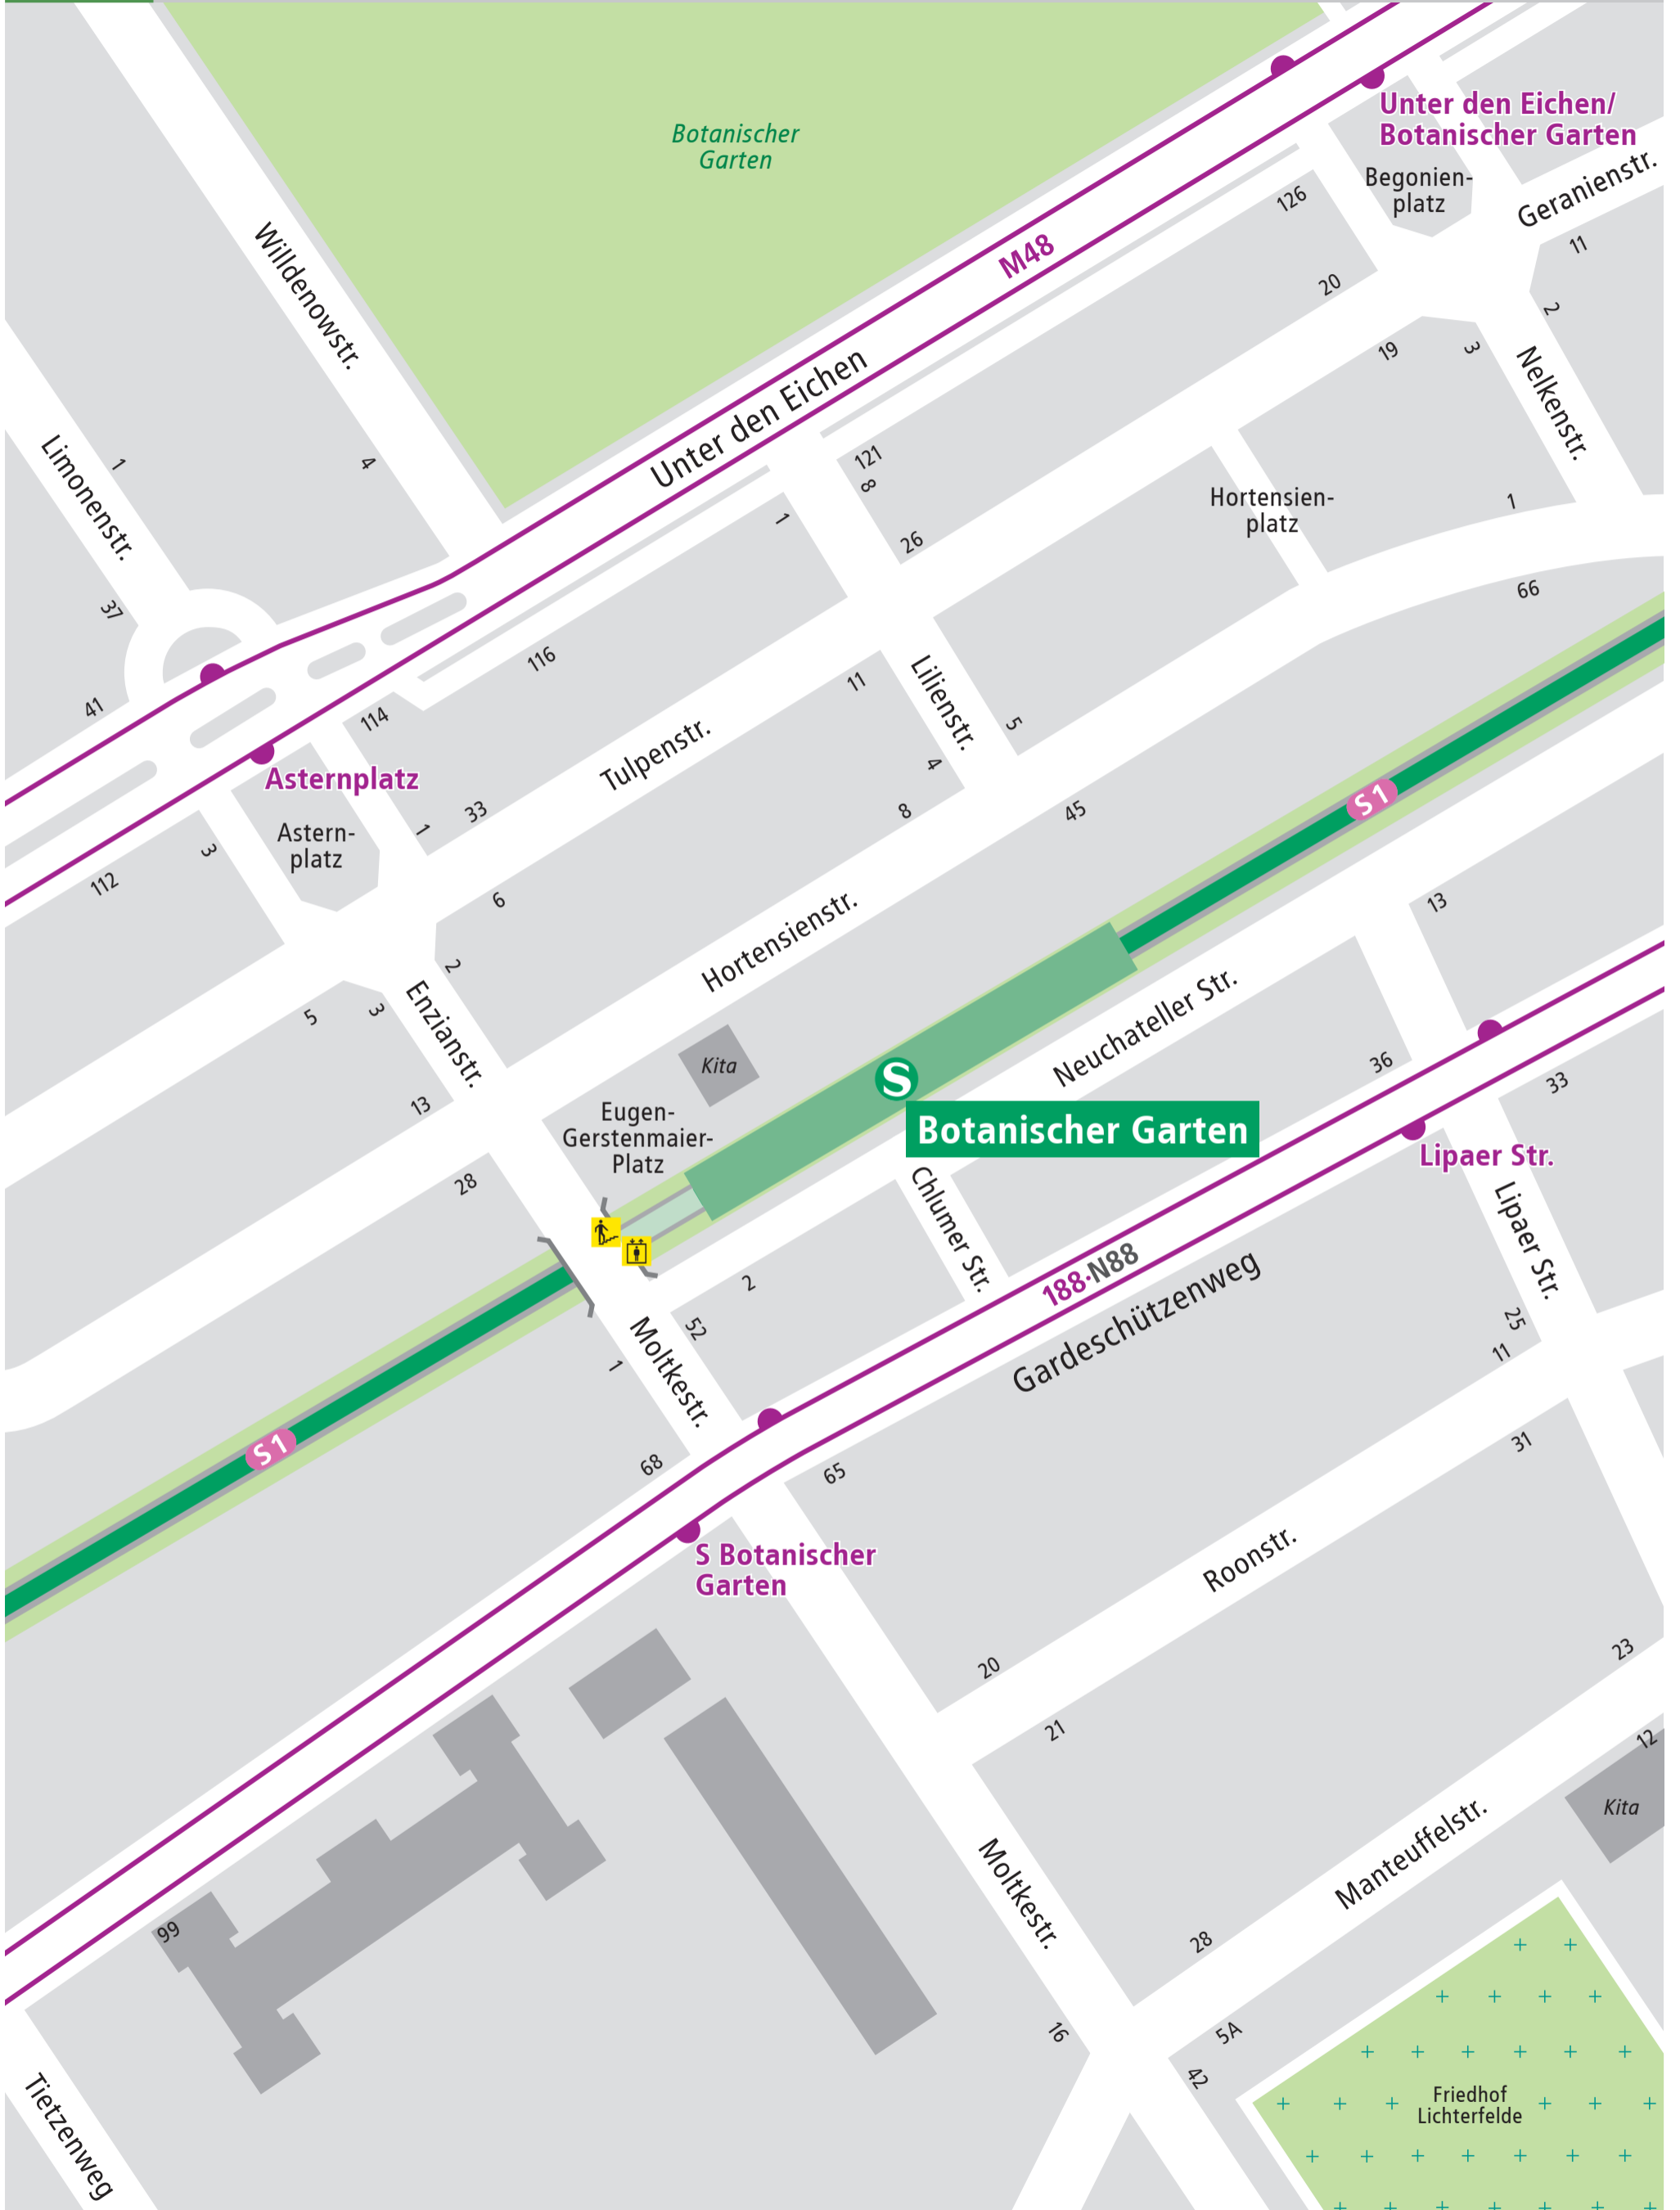 Botanischer
Garten
Unter den Eichen/
Botanischer Garten
Begonien-
platz
Geranienstr.
Willdenowstr.
M48
126
11
20
2
Unter den Eichen
19
3
Nelkenstr.
Limonenstr.
1
4
121
8
1
26
Hortensien-
platz
1
37
66
116
41
114
11
Lilienstr.
5
Tulpenstr.
4
Asternplatz
S1
33
1
8
45
Astern-
platz
3
112
6
13
Hortensienstr.
2
Enzianstr.
5
3
Neuchateller Str.
Kita
S
36
33
13
Eugen-
Gerstenmaier-
Platz
Botanischer Garten
Lipaer Str.
28
Chlumer Str.
Lipaer Str.
188·N88
2
52
Gardeschützenweg
25
11
Moltkestr.
1
S1
68
65
31
S Botanischer
Garten
Roonstr.
20
23
21
12
Kita
Manteuffelstr.
Moltkestr.
99
28
16
5A
42
Friedhof
Lichterfelde
Tietzenweg